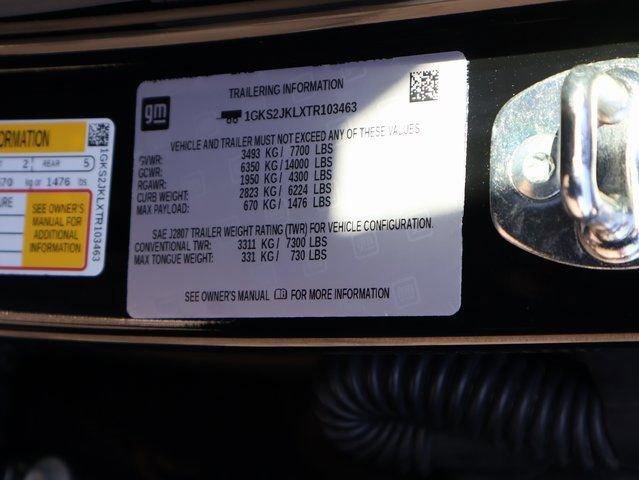 ORMATION
2 REAR 5
670 kg or 1476 lbs.
SEE OWNER'S
MANUAL FOR
ADDITIONAL
INFORMATION
1GKS2JKLXTR103463
gm
TRAILERING INFORMATION
1GKS2JKLXTR103463
VEHICLE AND TRAILER MUST NOT EXCEED ANY OF THESE VALUES
GVWR: 3493 KG / 7700 LBS
GCWR: 6350 KG / 14000 LBS
RGAWR: 1950 KG / 4300 LBS
CURB WEIGHT: 2823 KG / 6224 LBS
MAX PAYLOAD: 670 KG / 1476 LBS
SAE J2807 TRAILER WEIGHT RATING (TWR) FOR VEHICLE CONFIGURATION.
CONVENTIONAL TWR: 3311 KG / 7300 LBS
MAX TONGUE WEIGHT: 331 KG / 730 LBS
SEE OWNER'S MANUAL FOR MORE INFORMATION